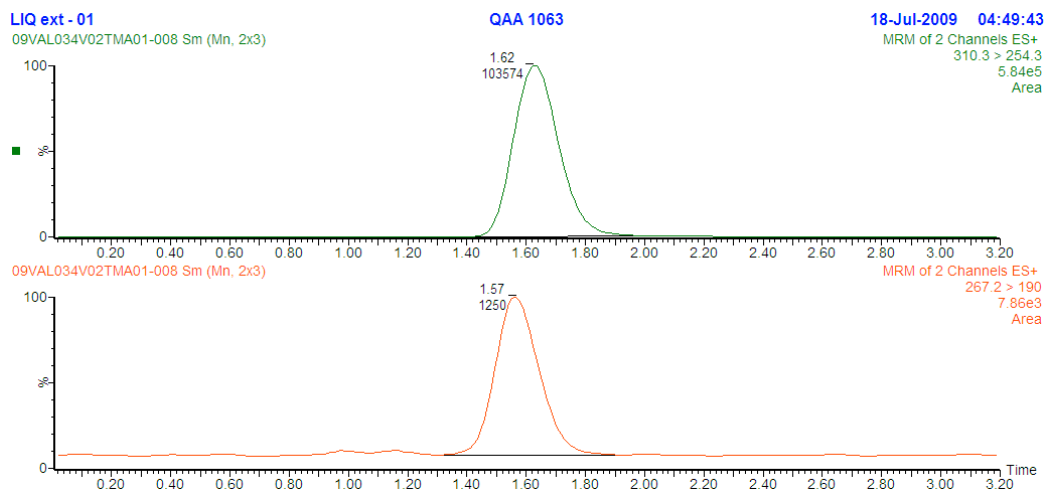 LIQ ext - 01 QAA 1063 18-Jul-2009 04:49:43
09VAL034V02TMA01-008 Sm (Mn, 2x3) MRM of 2 Channels ES+
310.3 > 254.3
5.84e5
Area
1.62
103574
100
%
0
0.20 0.40 0.60 0.80 1.00 1.20 1.40 1.60 1.80 2.00 2.20 2.40 2.60 2.80 3.00 3.20
09VAL034V02TMA01-008 Sm (Mn, 2x3) MRM of 2 Channels ES+
267.2 > 190
7.86e3
Area
1.57
1250
100
%
0
Time
0.20 0.40 0.60 0.80 1.00 1.20 1.40 1.60 1.80 2.00 2.20 2.40 2.60 2.80 3.00 3.20